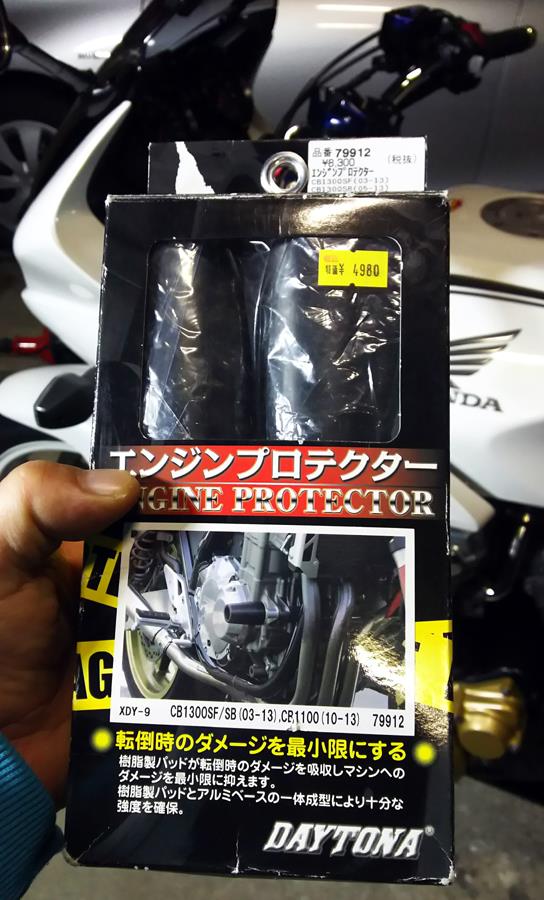 品番 79912
¥8,300 (税抜)
エンジンプロテクター
CB1300SF(03-13)
CB1300SB(05-13)
4980
エンジンプロテクター
ENGINE PROTECTOR
HONDA
XDY-9 CB1300SF/SB(03-13),CB1100(10-13) 79912
転倒時のダメージを最小限にする
樹脂製パッドが転倒時のダメージを吸収しマシンへの
ダメージを最小限に抑えます。
樹脂製パッドとアルミベースの一体成型により十分な
強度を確保。
DAYTONA®